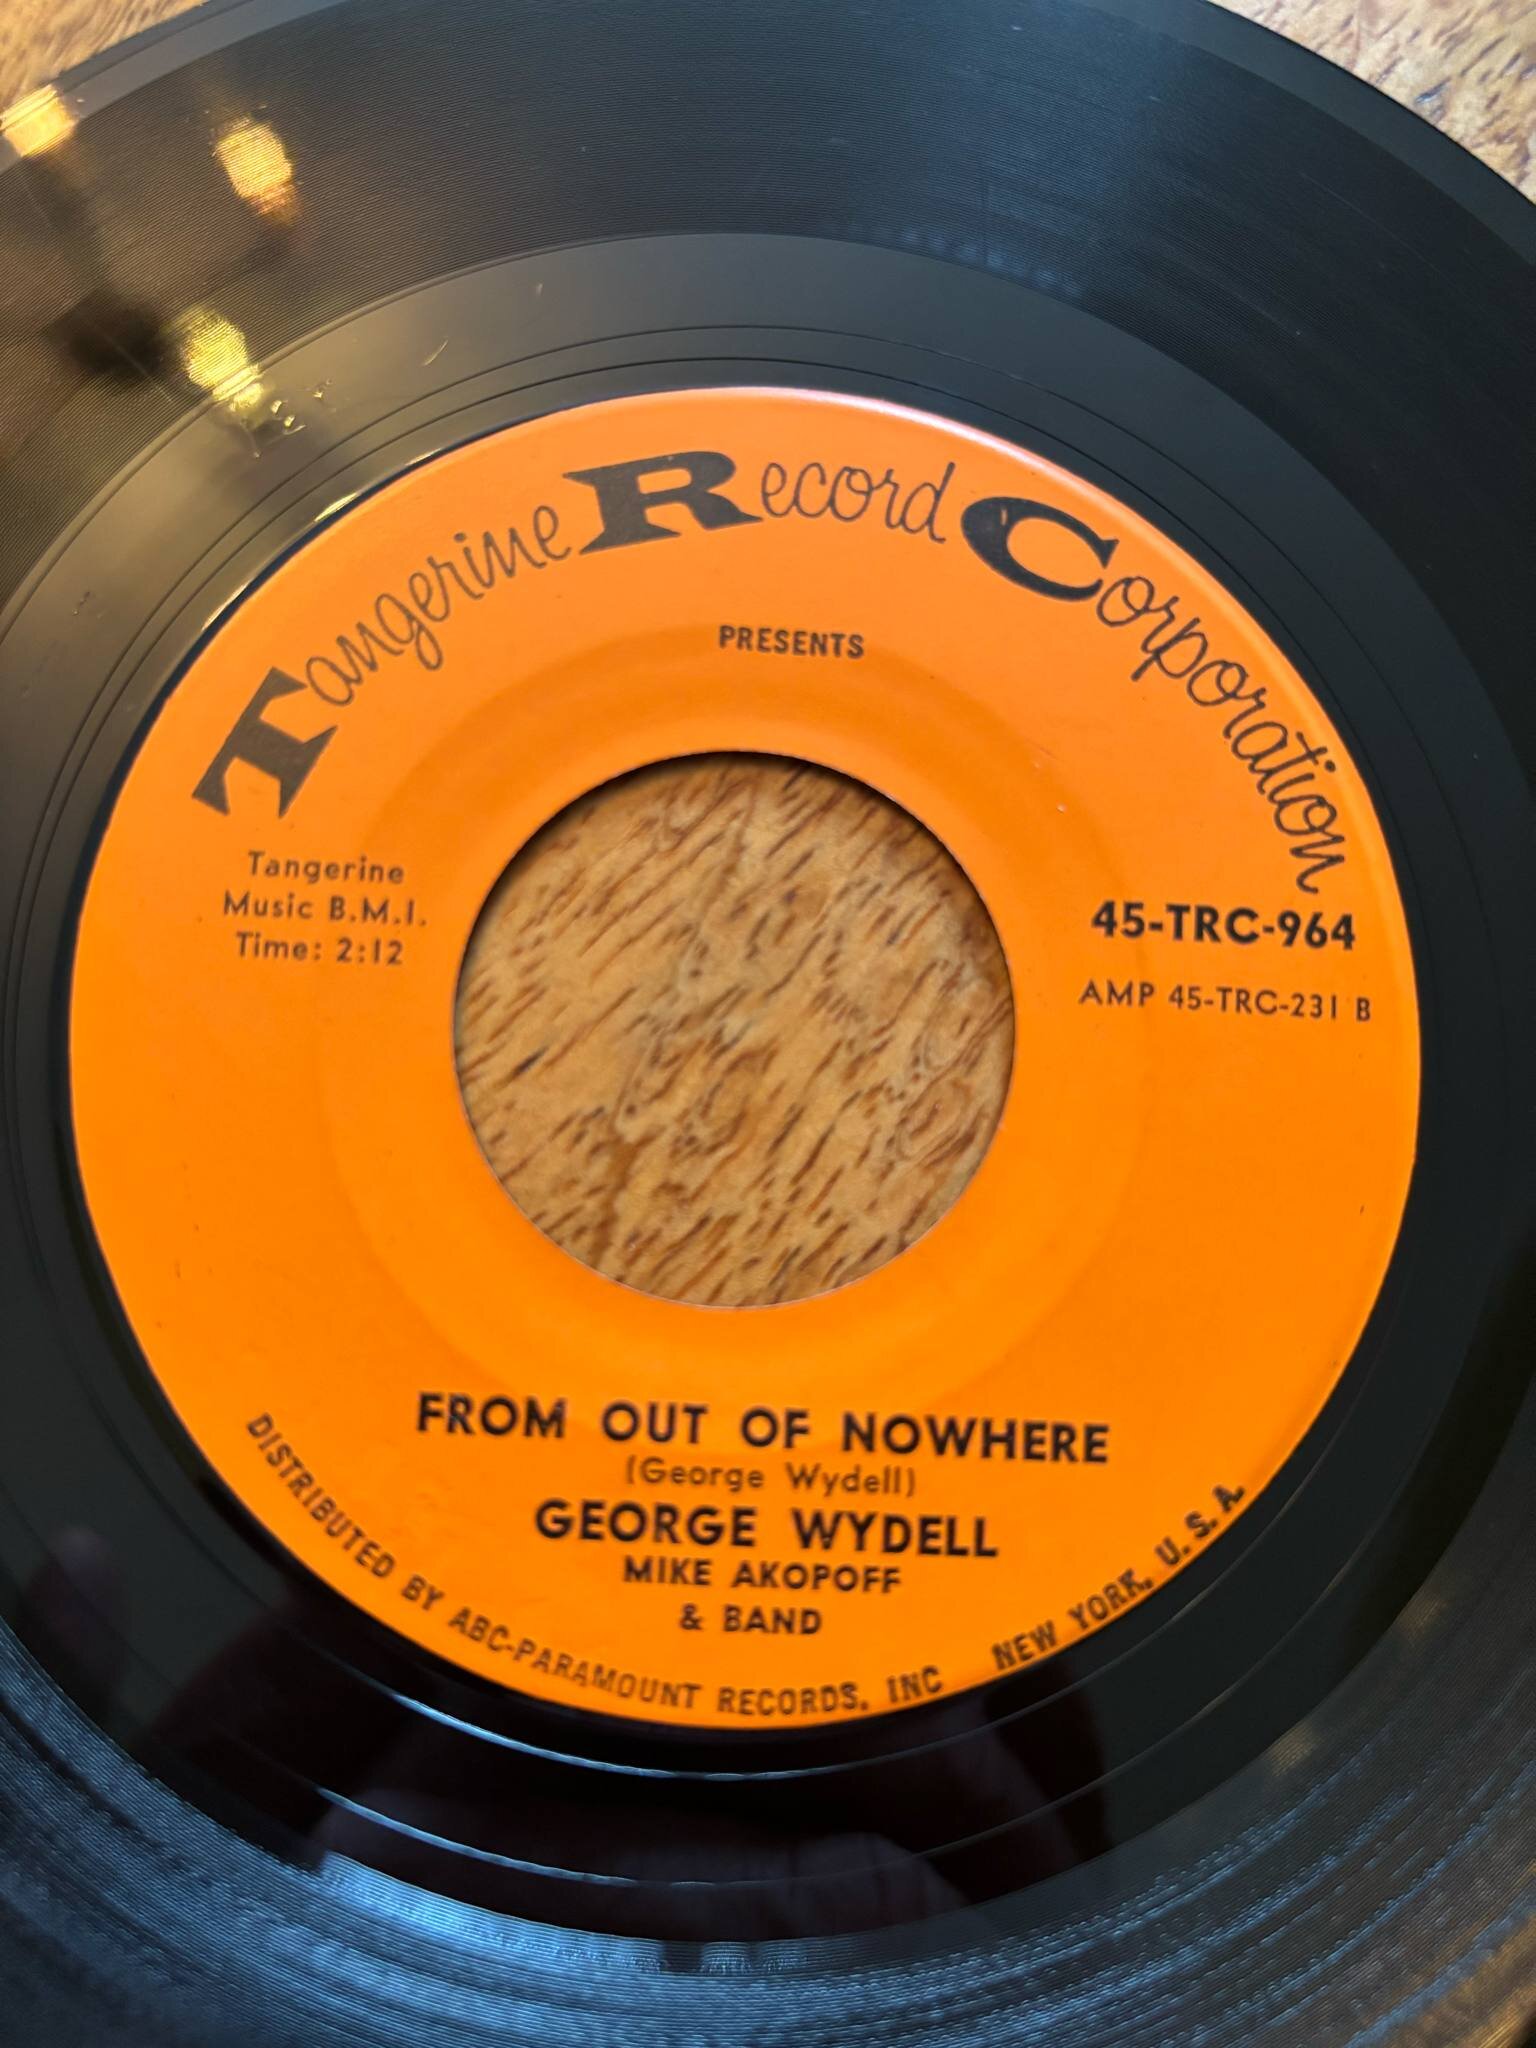 Tangerine Record Corporation
PRESENTS
Tangerine
Music B.M.I.
Time: 2:12
45-TRC-964
AMP 45-TRC-231 B
FROM OUT OF NOWHERE
(George Wydell)
GEORGE WYDELL
MIKE AKOPOFF
& BAND
DISTRIBUTED BY ABC-PARAMOUNT RECORDS, INC NEW YORK, U.S.A.